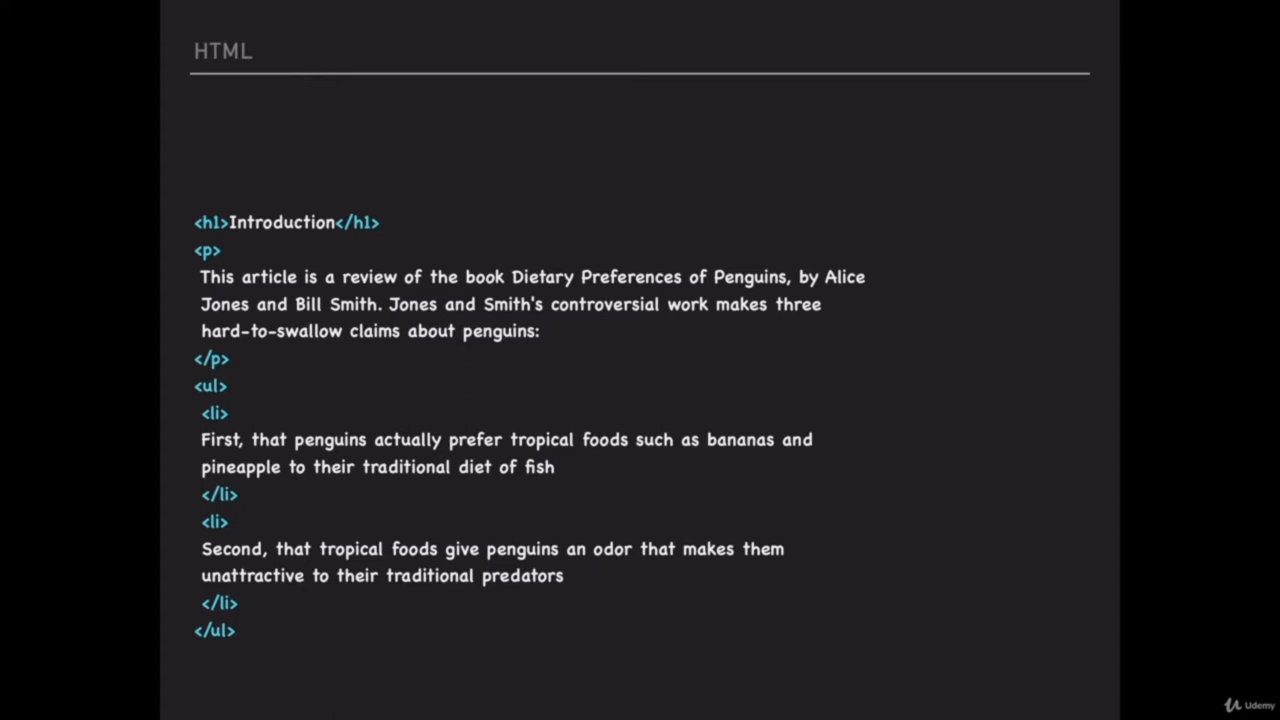 HTML
<h1>Introduction</h1>
<p>
This article is a review of the book Dietary Preferences of Penguins, by Alice
Jones and Bill Smith. Jones and Smith's controversial work makes three
hard-to-swallow claims about penguins:
</p>
<ul>
<li>
First, that penguins actually prefer tropical foods such as bananas and
pineapple to their traditional diet of fish
</li>
<li>
Second, that tropical foods give penguins an odor that makes them
unattractive to their traditional predators
</li>
</ul>
Udemy